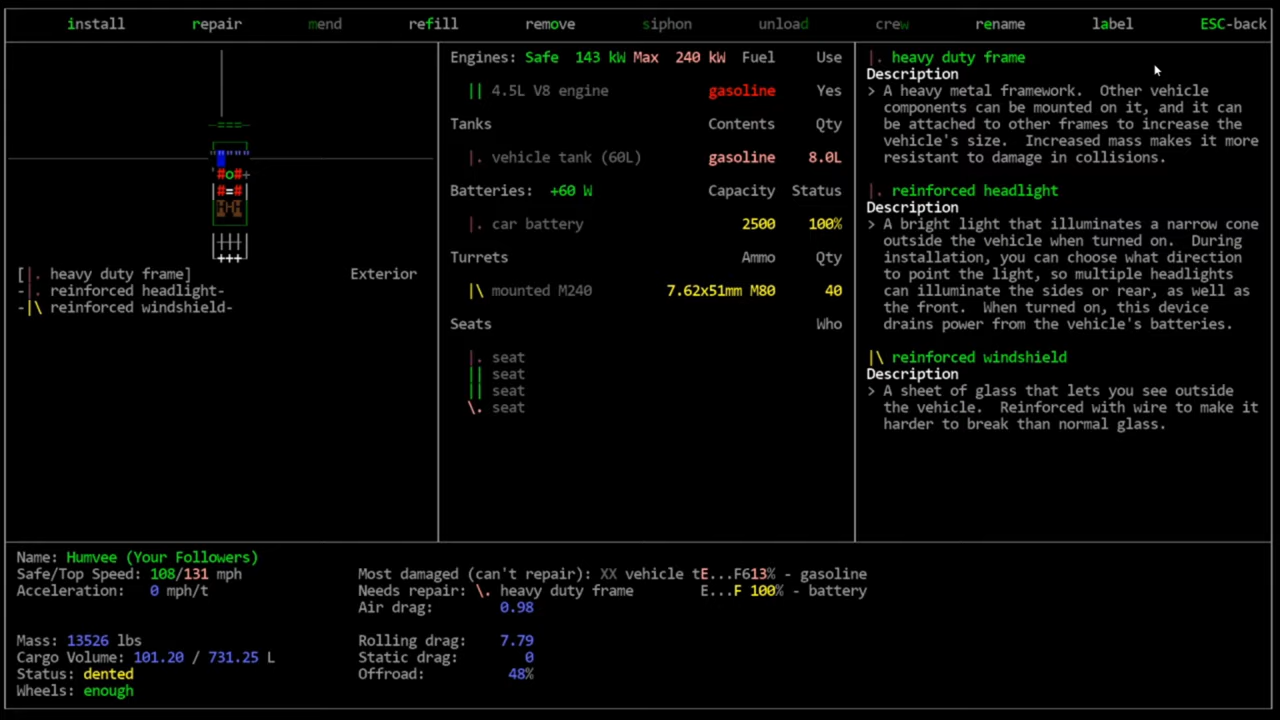 install repair mend refill remove siphon unload crew rename label ESC-back
Engines: Safe 143 kW Max 240 kW Fuel Use
|| 4.5L V8 engine gasoline Yes
Tanks Contents Qty
|. vehicle tank (60L) gasoline 8.0L
Batteries: +60 W Capacity Status
|. car battery 2500 100%
Turrets Ammo Qty
|\ mounted M240 7.62x51mm M80 40
Seats Who
|. seat
|| seat
|| seat
\. seat
[|. heavy duty frame] Exterior
-|. reinforced headlight-
-|\ reinforced windshield-
|. heavy duty frame
Description
> A heavy metal framework. Other vehicle
components can be mounted on it, and it can
be attached to other frames to increase the
vehicle's size. Increased mass makes it more
resistant to damage in collisions.
|. reinforced headlight
Description
> A bright light that illuminates a narrow cone
outside the vehicle when turned on. During
installation, you can choose what direction
to point the light, so multiple headlights
can illuminate the sides or rear, as well as
the front. When turned on, this device
drains power from the vehicle's batteries.
|\ reinforced windshield
Description
> A sheet of glass that lets you see outside
the vehicle. Reinforced with wire to make it
harder to break than normal glass.
Name: Humvee (Your Followers)
Safe/Top Speed: 108/131 mph
Acceleration: 0 mph/t
Mass: 13526 lbs
Cargo Volume: 101.20 / 731.25 L
Status: dented
Wheels: enough
Most damaged (can't repair): XX vehicle tE...F613% - gasoline
Needs repair: \. heavy duty frame E...F 100% - battery
Air drag: 0.98
Rolling drag: 7.79
Static drag: 0
Offroad: 48%